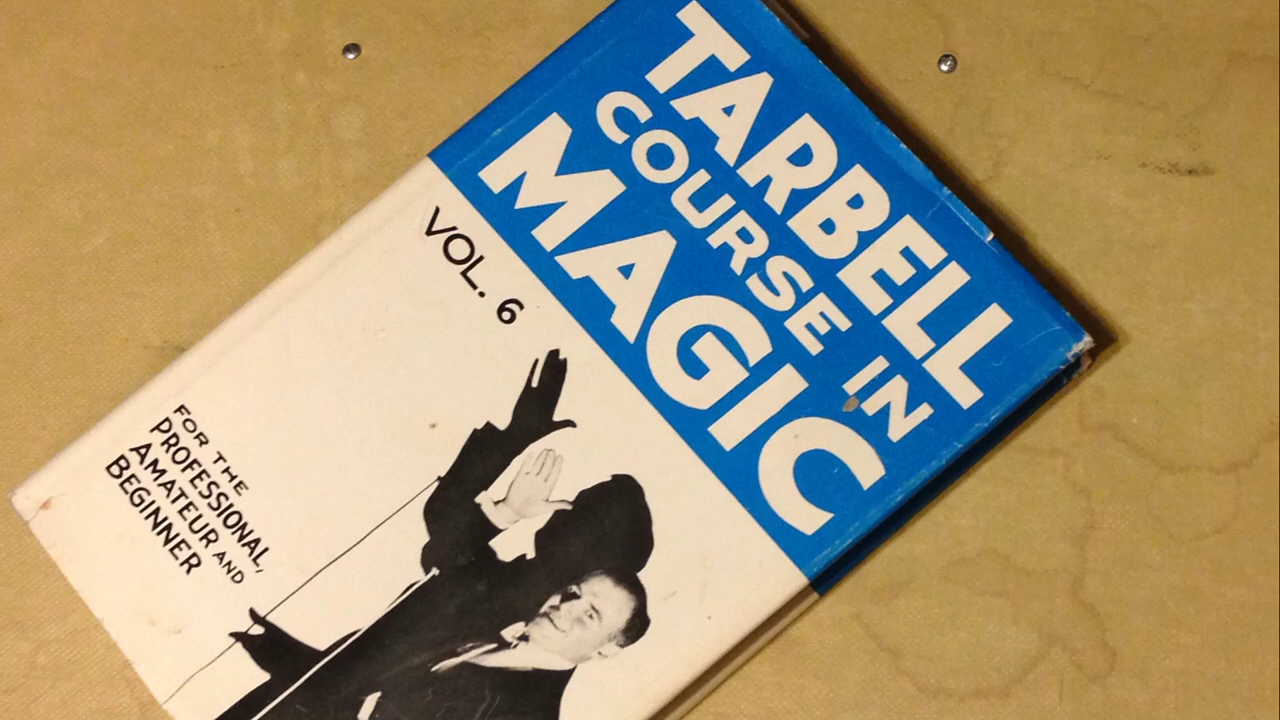 TARBELL
COURSE IN
MAGIC
VOL. 6
FOR THE
PROFESSIONAL,
AMATEUR AND
BEGINNER